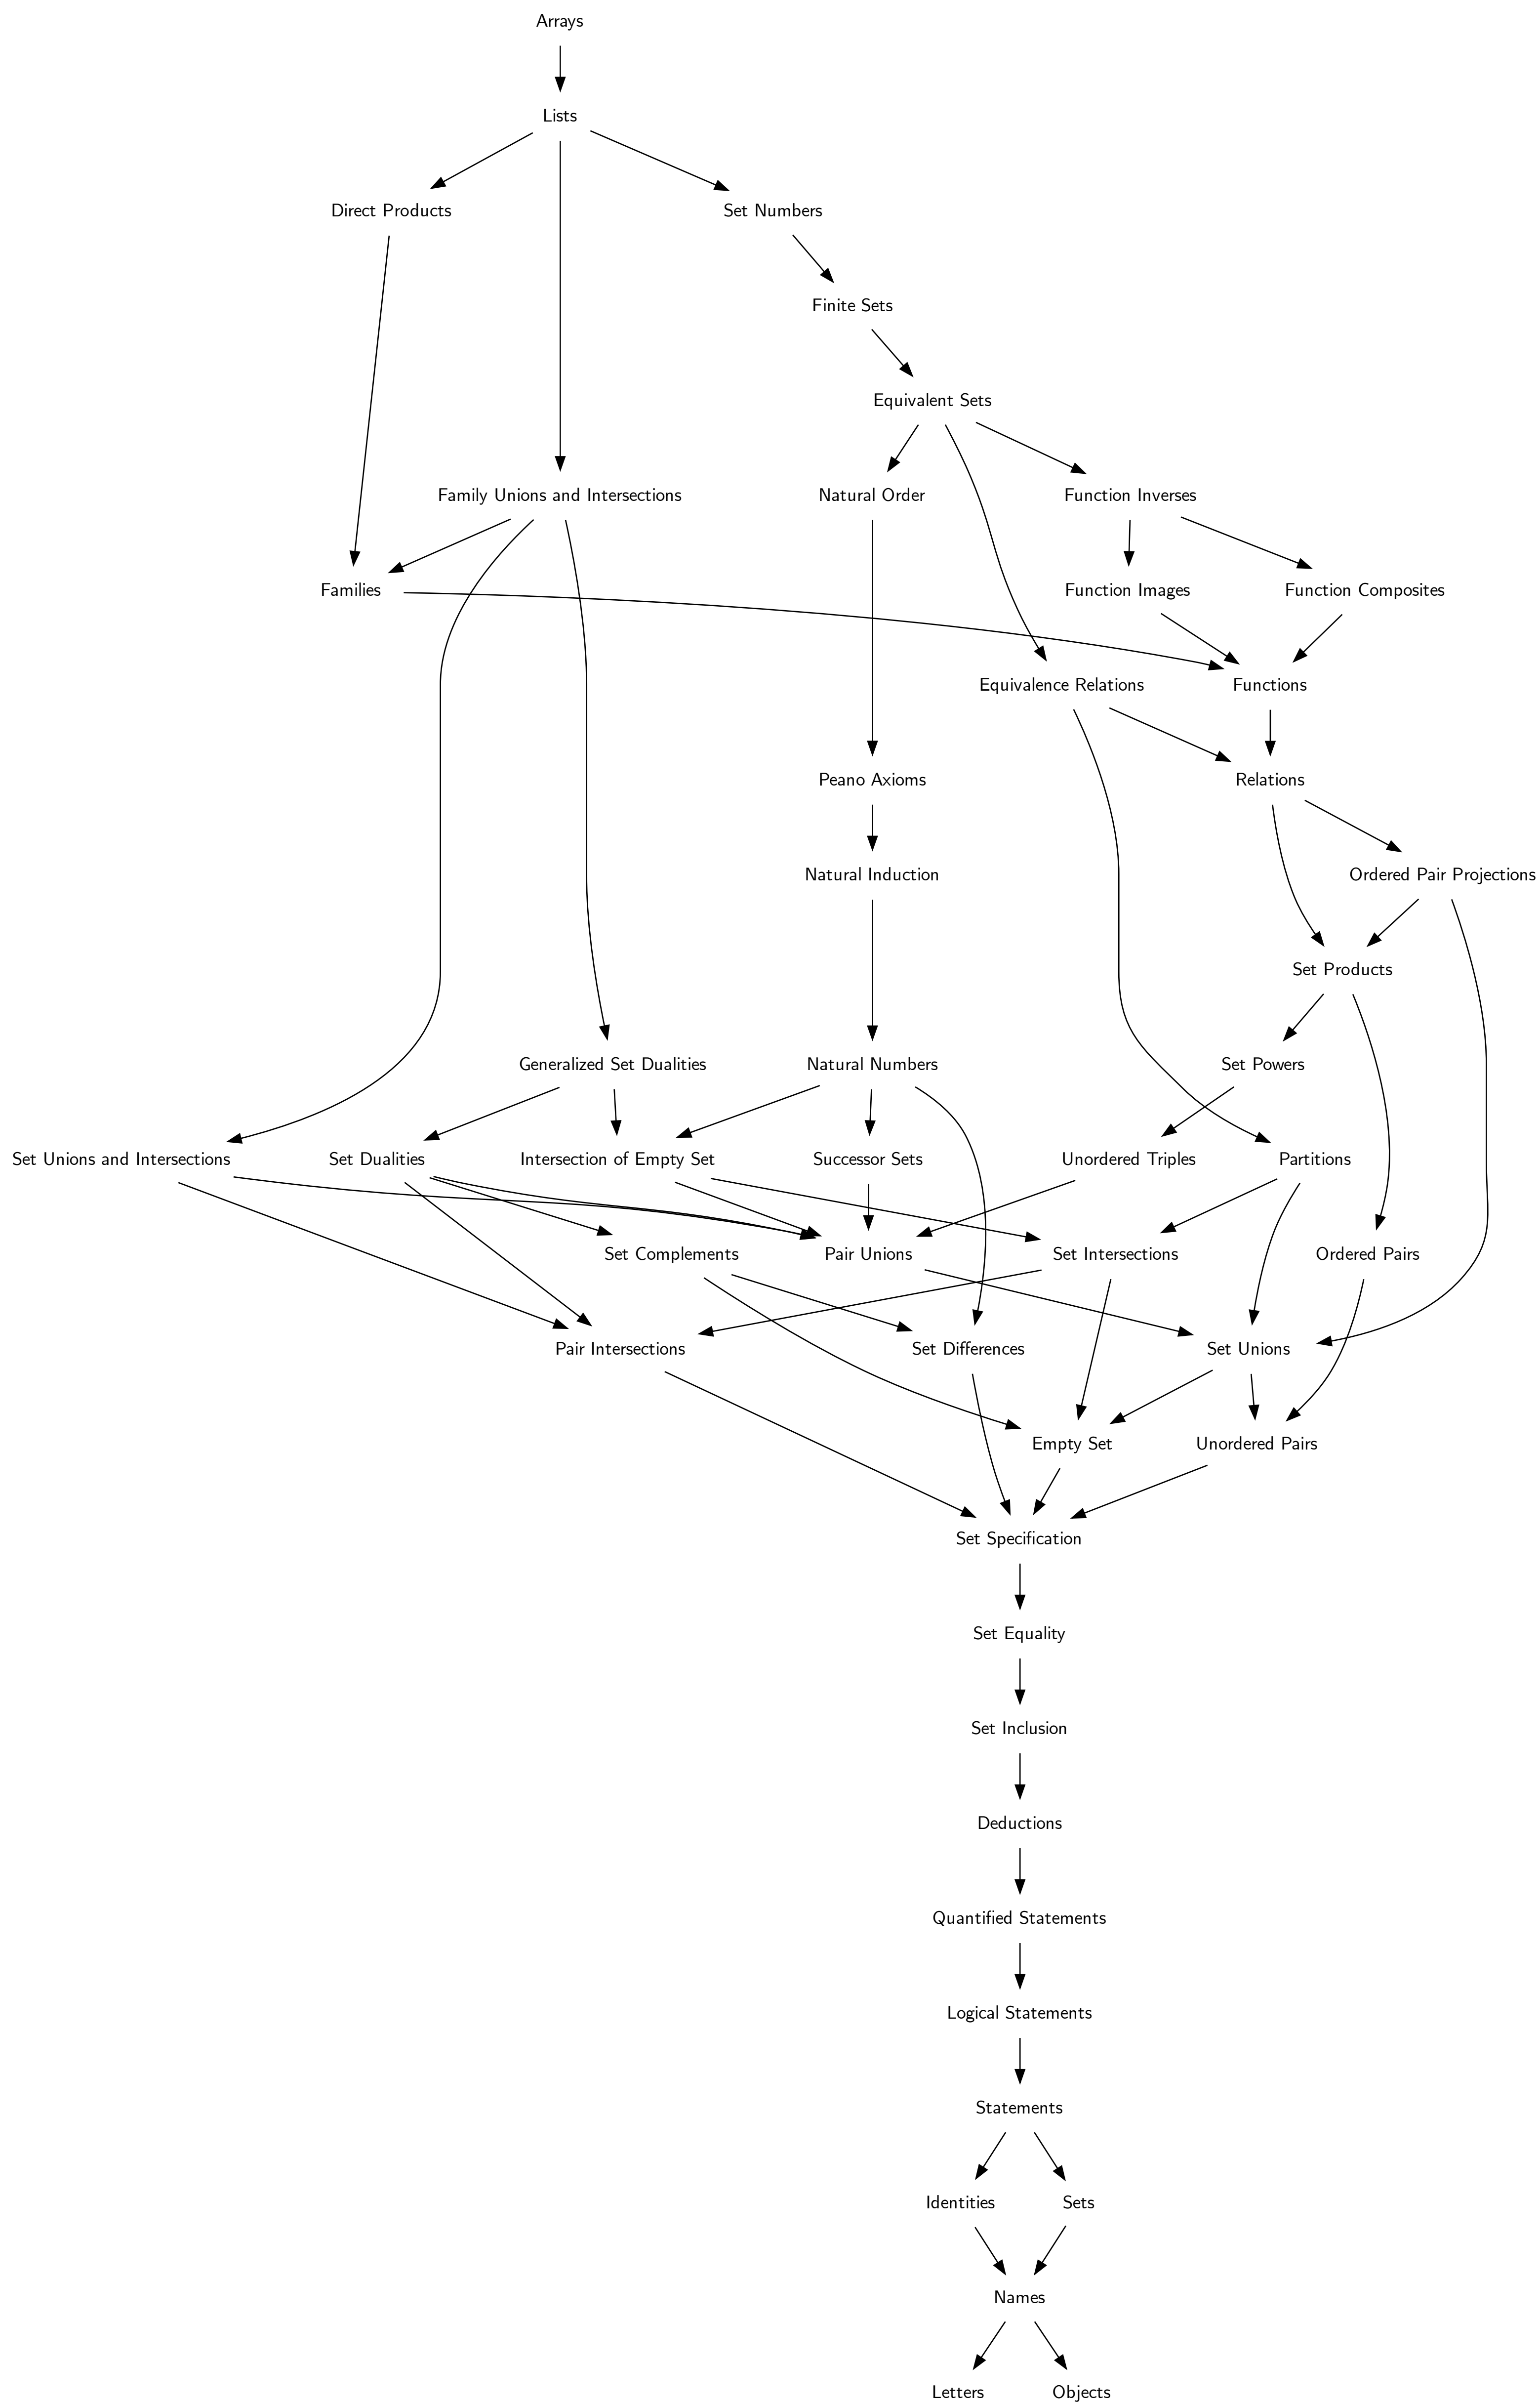 Arrays
Lists
Direct Products
Set Numbers
Finite Sets
Equivalent Sets
Family Unions and Intersections
Natural Order
Function Inverses
Families
Function Images
Function Composites
Equivalence Relations
Functions
Peano Axioms
Relations
Natural Induction
Ordered Pair Projections
Set Products
Generalized Set Dualities
Natural Numbers
Set Powers
Set Unions and Intersections
Set Dualities
Intersection of Empty Set
Successor Sets
Unordered Triples
Partitions
Set Complements
Pair Unions
Set Intersections
Ordered Pairs
Pair Intersections
Set Differences
Set Unions
Empty Set
Unordered Pairs
Set Specification
Set Equality
Set Inclusion
Deductions
Quantified Statements
Logical Statements
Statements
Identities
Sets
Names
Letters
Objects